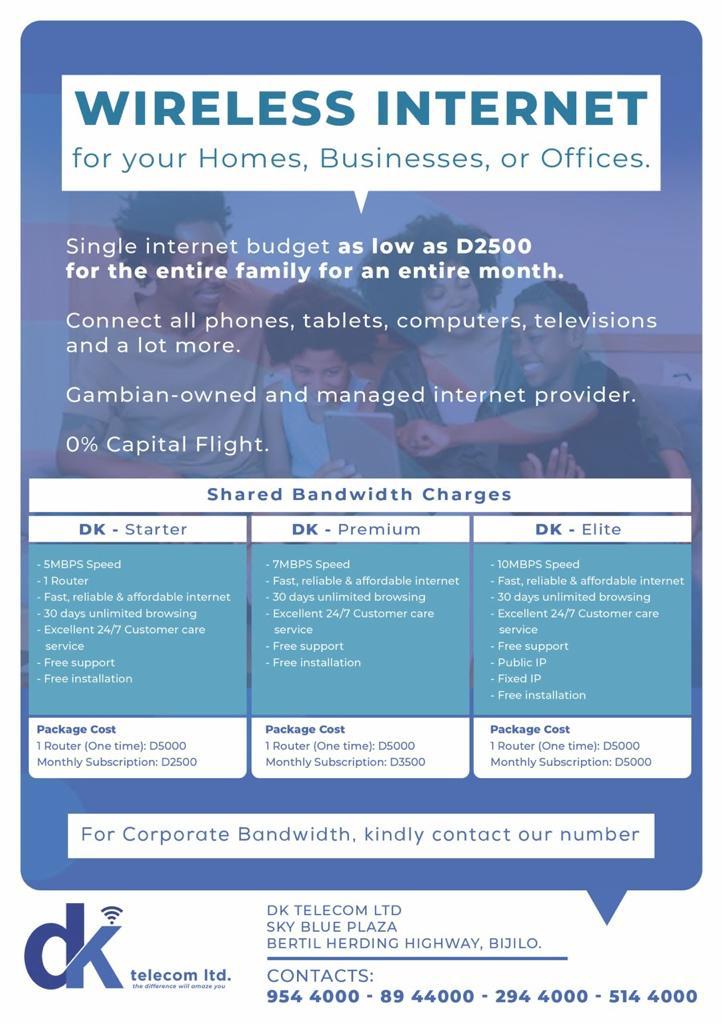 WIRELESS INTERNET
for your Homes, Businesses, or Offices.
Single internet budget as low as D2500
for the entire family for an entire month.
Connect all phones, tablets, computers, televisions
and a lot more.
Gambian-owned and managed internet provider.
0% Capital Flight.
Shared Bandwidth Charges
DK - Starter
- 5MBPS Speed
- 1 Router
- Fast, reliable & affordable internet
- 30 days unlimited browsing
- Excellent 24/7 Customer care
service
- Free support
- Free installation
Package Cost
1 Router (One time): D5000
Monthly Subscription: D2500
DK - Premium
- 7MBPS Speed
- Fast, reliable & affordable internet
- 30 days unlimited browsing
- Excellent 24/7 Customer care
service
- Free support
- Free installation
Package Cost
1 Router (One time): D5000
Monthly Subscription: D3500
DK - Elite
- 10MBPS Speed
- Fast, reliable & affordable internet
- 30 days unlimited browsing
- Excellent 24/7 Customer care
service
- Free support
- Public IP
- Fixed IP
- Free installation
Package Cost
1 Router (One time): D5000
Monthly Subscription: D5000
For Corporate Bandwidth, kindly contact our number
dk
telecom ltd.
the difference will amaze you
DK TELECOM LTD
SKY BLUE PLAZA
BERTIL HERDING HIGHWAY, BIJILO.
CONTACTS:
954 4000 - 89 44000 - 294 4000 - 514 4000